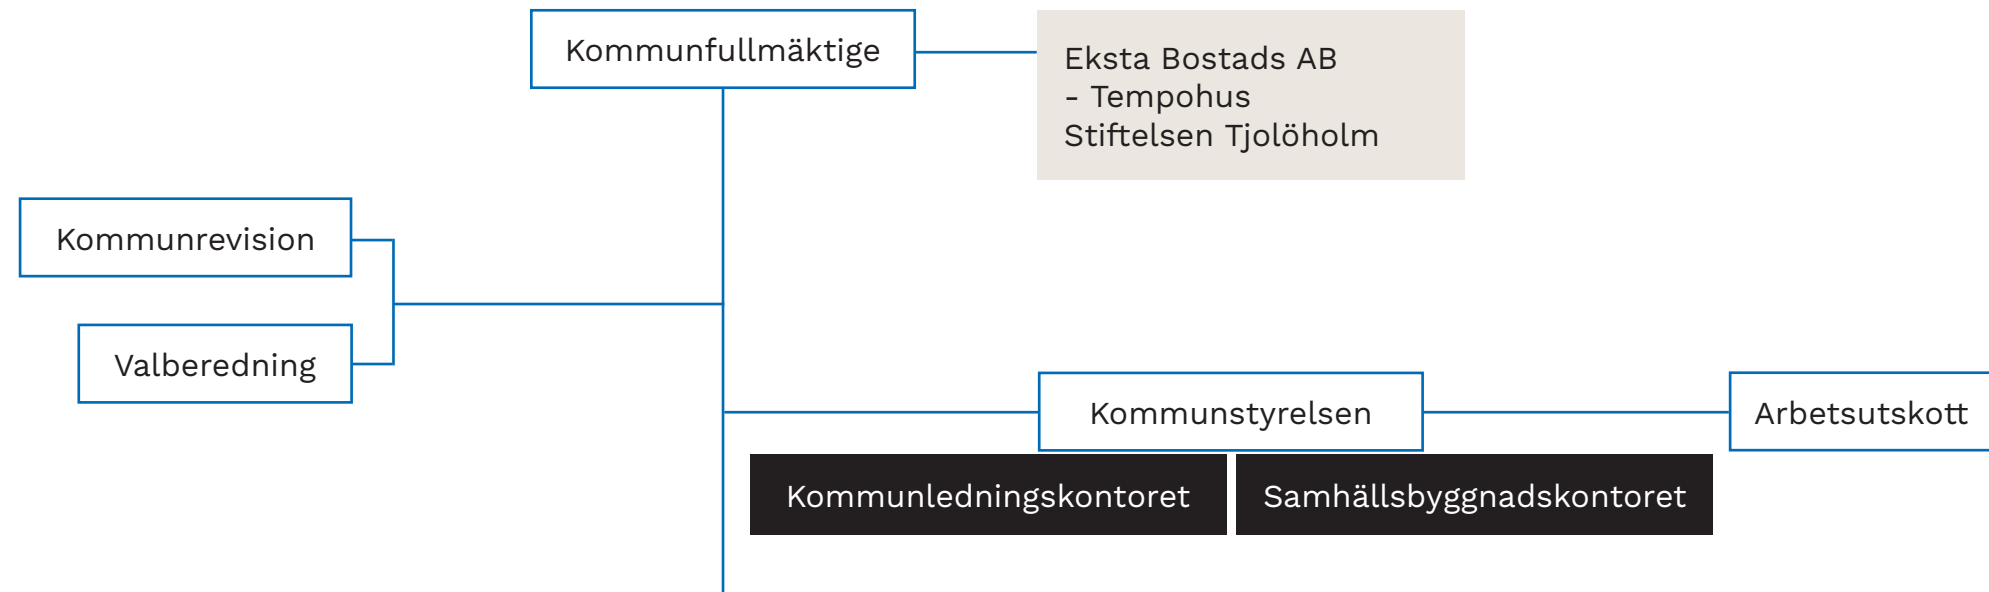 Kommunfullmäktige
Eksta Bostads AB
- Tempohus
Stiftelsen Tjolöholm
Kommunrevision
Valberedning
Kommunstyrelsen
Arbetsutskott
Kommunledningskontoret
Samhällsbyggnadskontoret